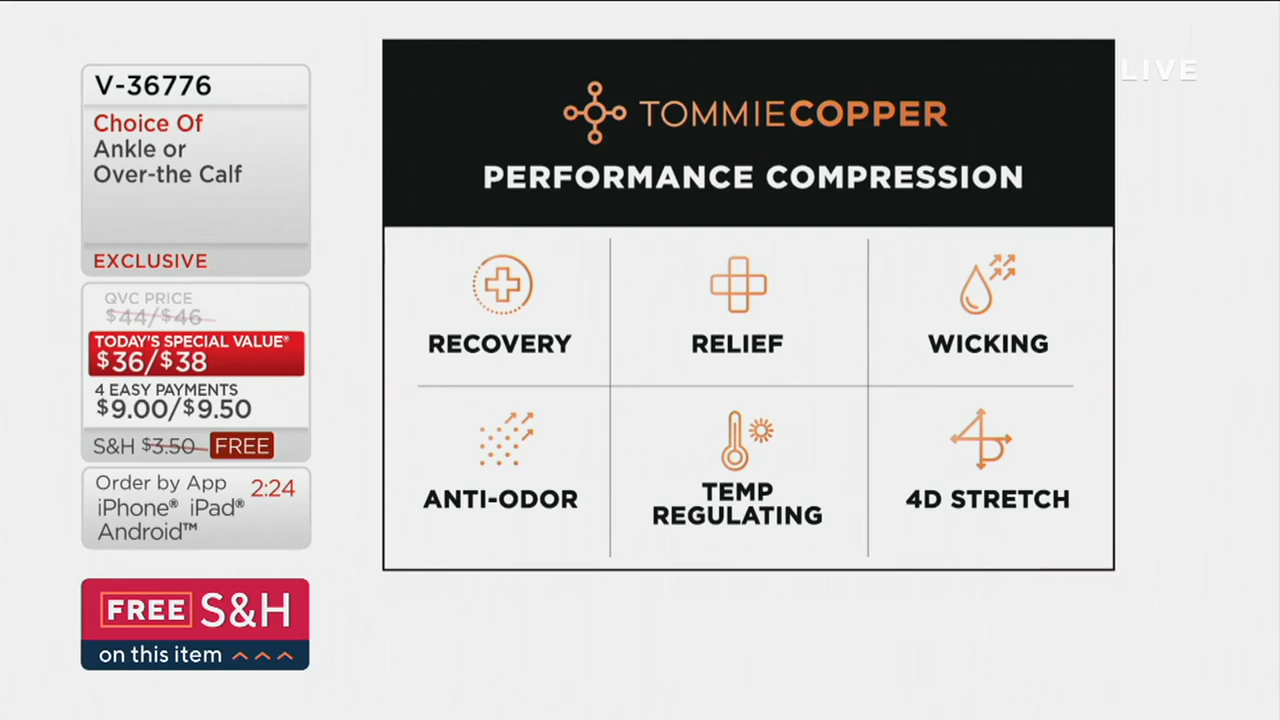 V-36776
Choice Of
Ankle or
Over-the Calf
EXCLUSIVE
QVC PRICE
$44/$46
TODAY'S SPECIAL VALUE®
$36/$38
4 EASY PAYMENTS
$9.00/$9.50
S&H $3.50 FREE
Order by App 2:24
iPhone® iPad®
Android™
FREE S&H
on this item
LIVE
TOMMIECOPPER
PERFORMANCE COMPRESSION
RECOVERY
RELIEF
WICKING
ANTI-ODOR
TEMP
REGULATING
4D STRETCH